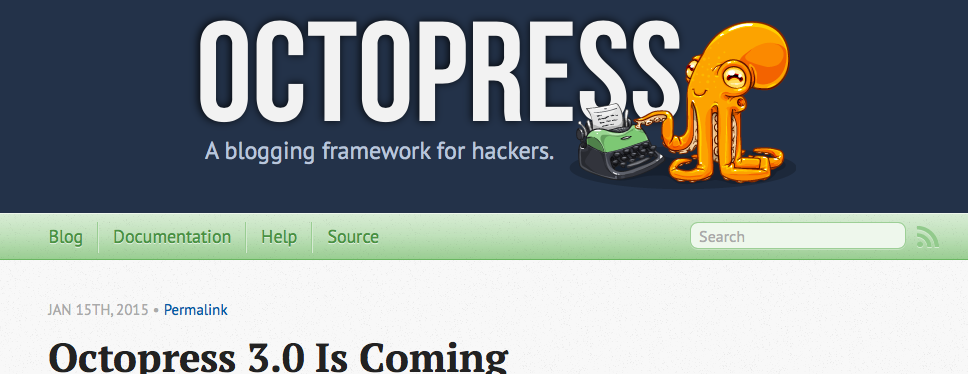 OCTOPRESS
A blogging framework for hackers.
Blog Documentation Help Source Search
JAN 15TH, 2015 • Permalink
Octopress 3.0 Is Coming